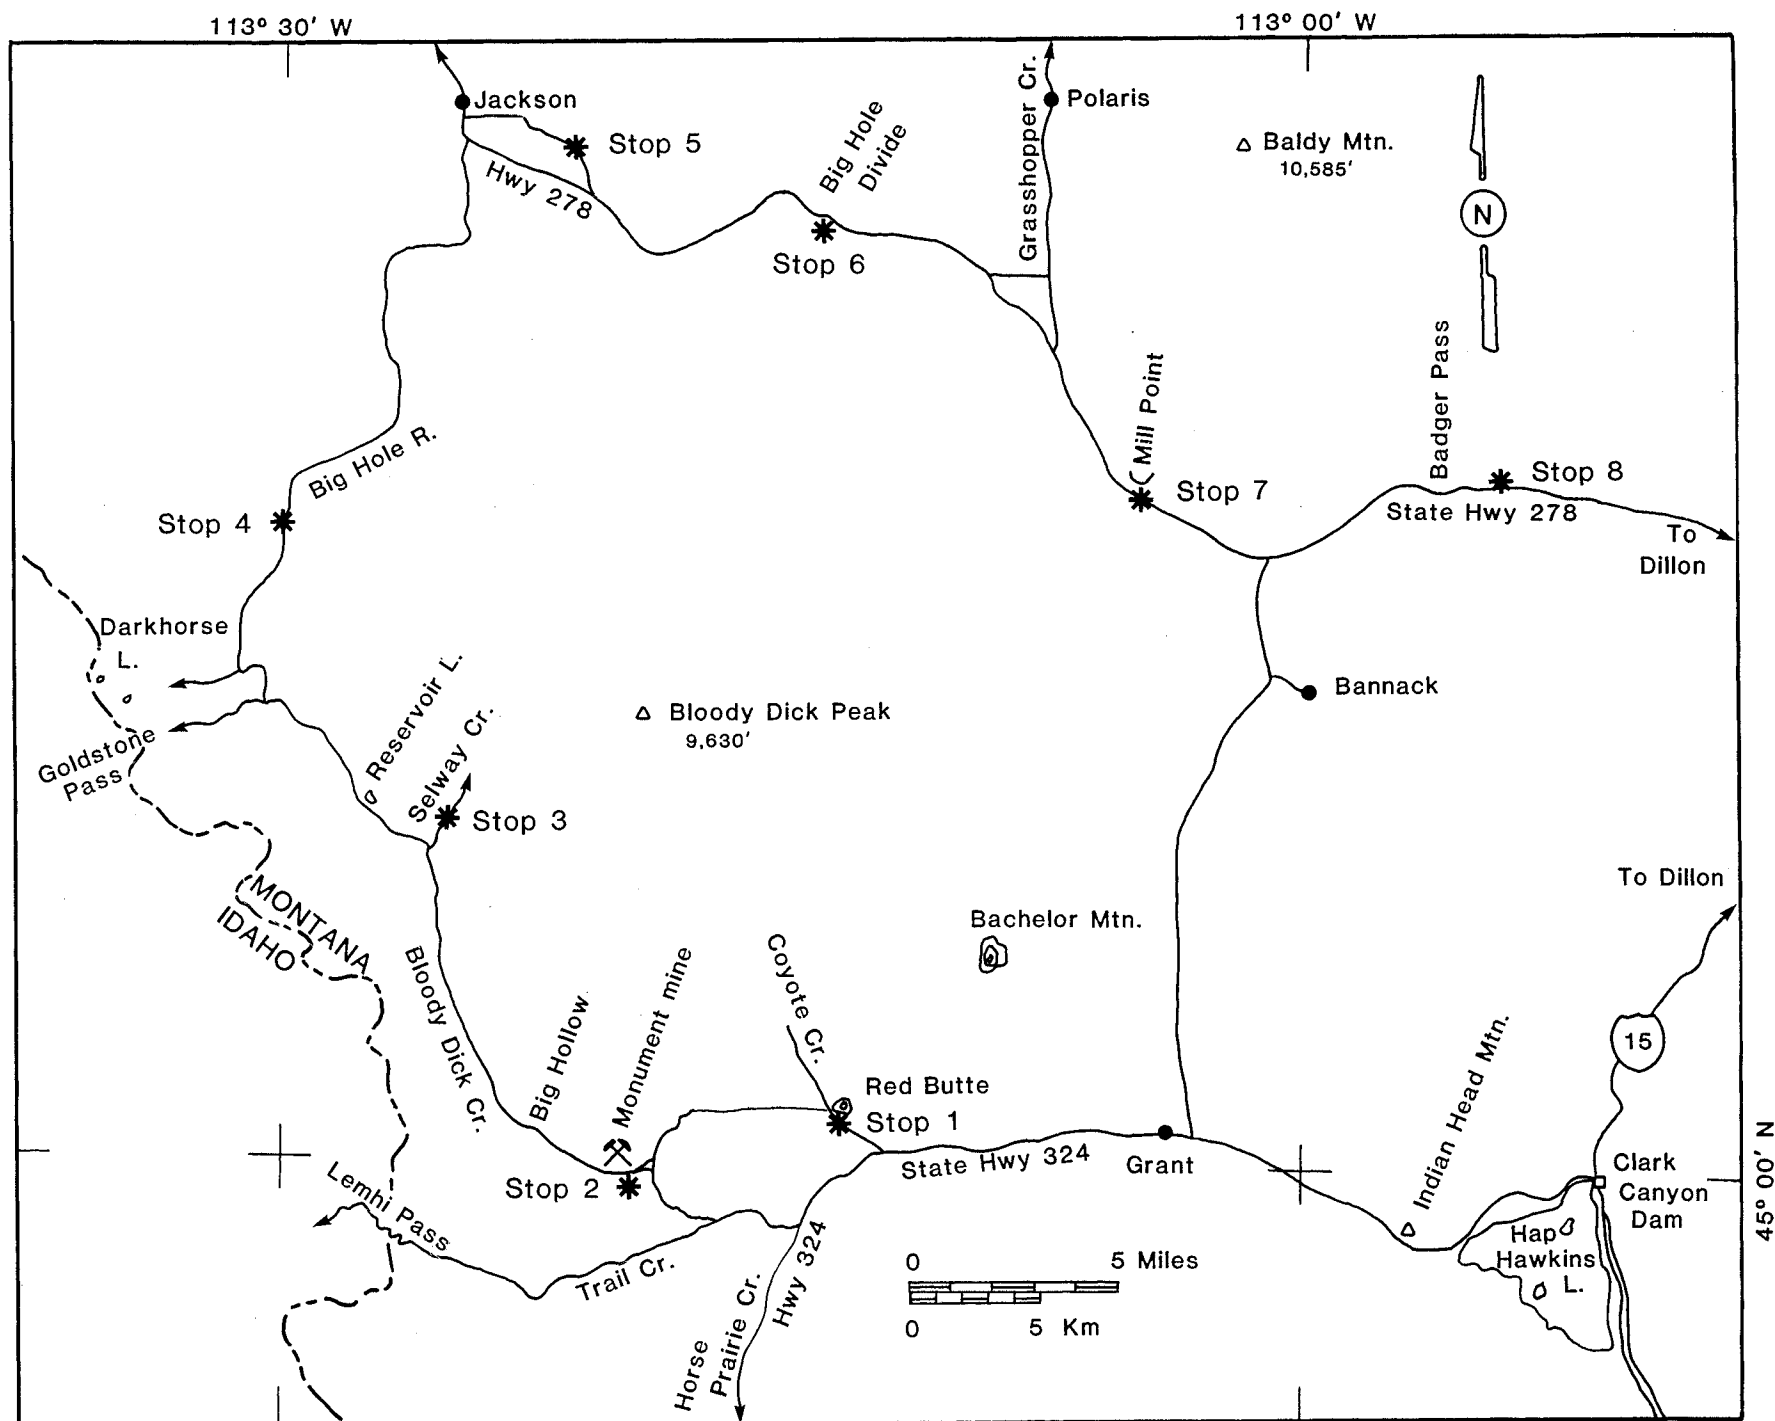 113° 30′ W
113° 00′ W
Jackson
Stop 5
Hwy 278
Big Hole
Divide
Stop 6
Grasshopper Cr.
Polaris
Baldy Mtn.
10,585′
N
Mill Point
Stop 7
Badger Pass
Stop 8
State Hwy 278
To
Dillon
Big Hole R.
Stop 4
Darkhorse
L.
Goldstone
Pass
Reservoir L.
Selway Cr.
Stop 3
Bloody Dick Peak
9,630′
Bannack
MONTANA
IDAHO
Bloody Dick Cr.
Big Hollow
Monument mine
Stop 2
Coyote Cr.
Red Butte
Stop 1
Bachelor Mtn.
State Hwy 324
Grant
Indian Head Mtn.
To Dillon
15
Clark
Canyon
Dam
Hap
Hawkins
L.
45° 00′ N
Lemhi Pass
Trail Cr.
Horse
Prairie Cr.
Hwy 324
0 5 Miles
0 5 Km